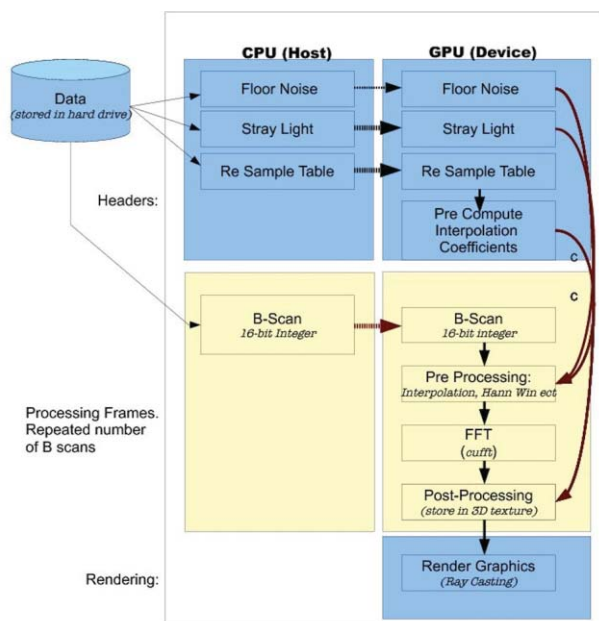 CPU (Host)
GPU (Device)
Data
(stored in hard drive)
Floor Noise
Floor Noise
Stray Light
Stray Light
Re Sample Table
Re Sample Table
Headers:
Pre Compute
Interpolation
Coefficients
c
c
B-Scan
16-bit Integer
B-Scan
16-bit integer
Pre Processing:
Interpolation, Hann Win ect
Processing Frames.
Repeated number
of B scans
FFT
(cufft)
Post-Processing
(store in 3D texture)
Rendering:
Render Graphics
(Ray Casting)